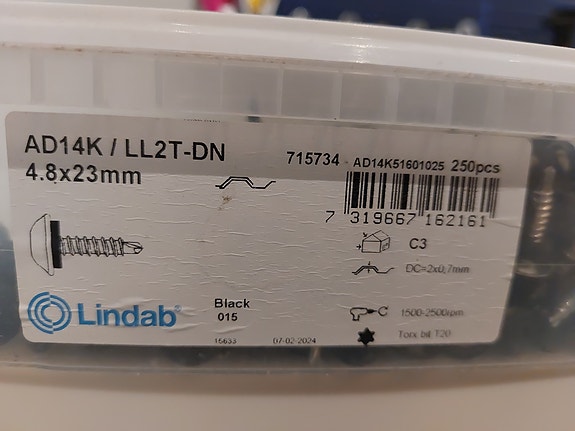 AD14K / LL2T-DN
4.8x23mm
715734 - AD14K51601025 250pcs
7 319667 162161
C3
DC=2x0,7mm
Lindab
Black
015
1500-2500rpm
16633 07-02-2024
Torx bit T20